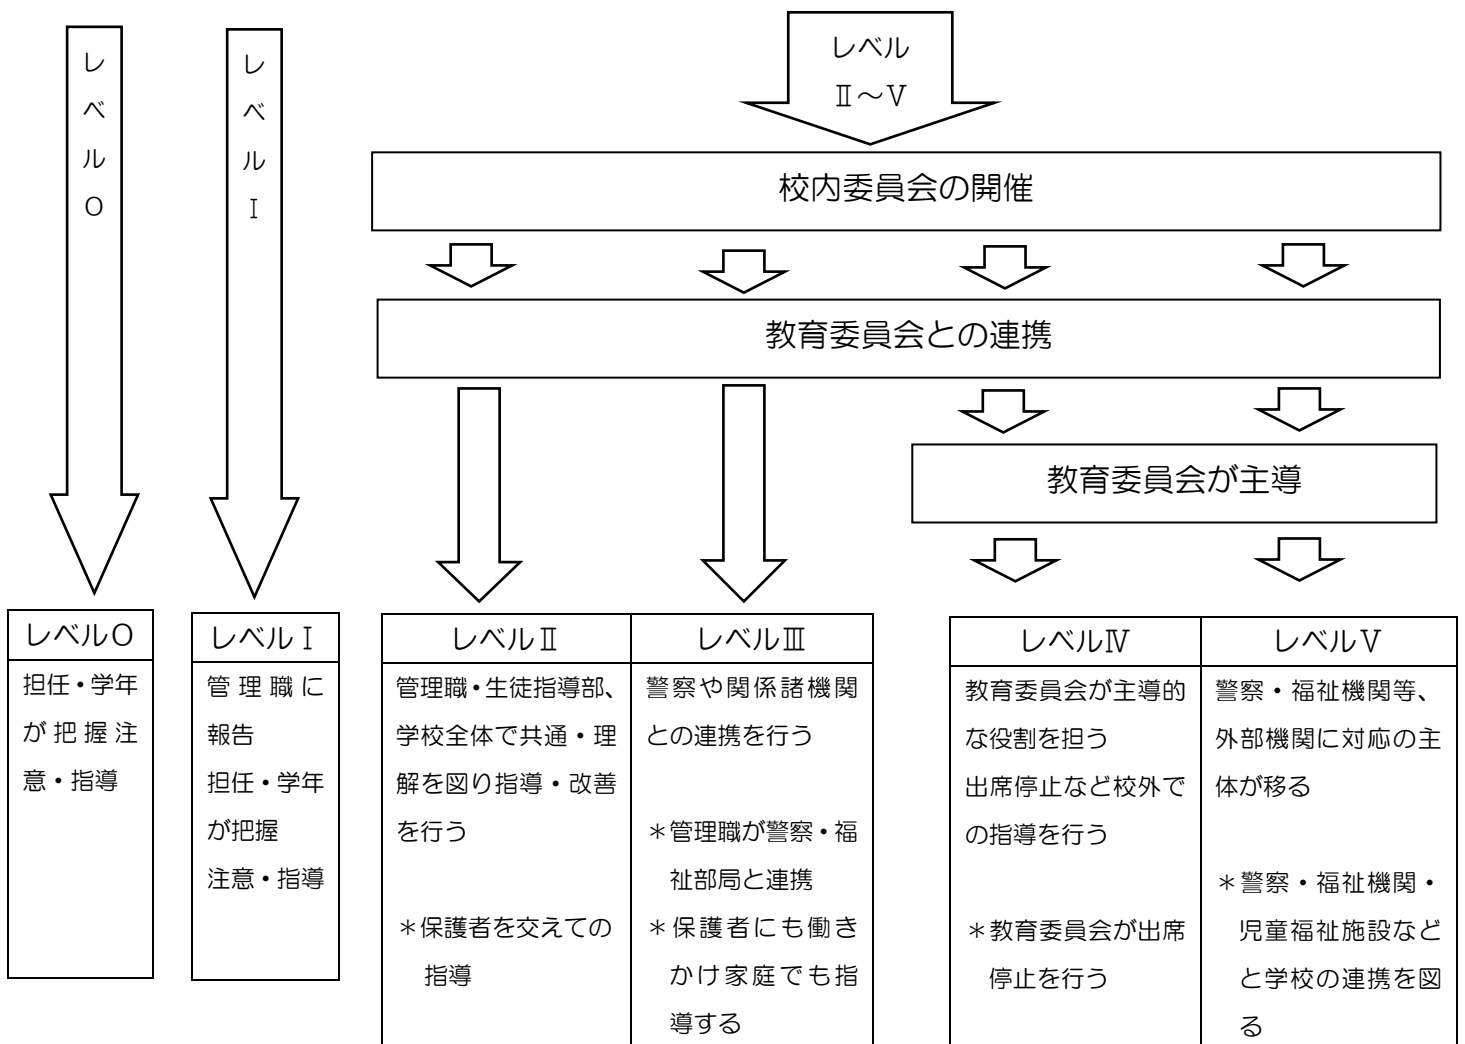 レベル０
レベルⅠ
レベル
Ⅱ～Ⅴ
校内委員会の開催
教育委員会との連携
教育委員会が主導
レベル０
担任・学年
が把握注
意・指導
レベルⅠ
管理職に
報告
担任・学年
が把握
注意・指導
レベルⅡ
管理職・生徒指導部、
学校全体で共通・理
解を図り指導・改善
を行う
＊保護者を交えての
指導
レベルⅢ
警察や関係諸機関
との連携を行う
＊管理職が警察・福
祉部局と連携
＊保護者にも働き
かけ家庭でも指
導する
レベルⅣ
教育委員会が主導的
な役割を担う
出席停止など校外で
の指導を行う
＊教育委員会が出席
停止を行う
レベルⅤ
警察・福祉機関等、
外部機関に対応の主
体が移る
＊警察・福祉機関・
児童福祉施設など
と学校の連携を図
る